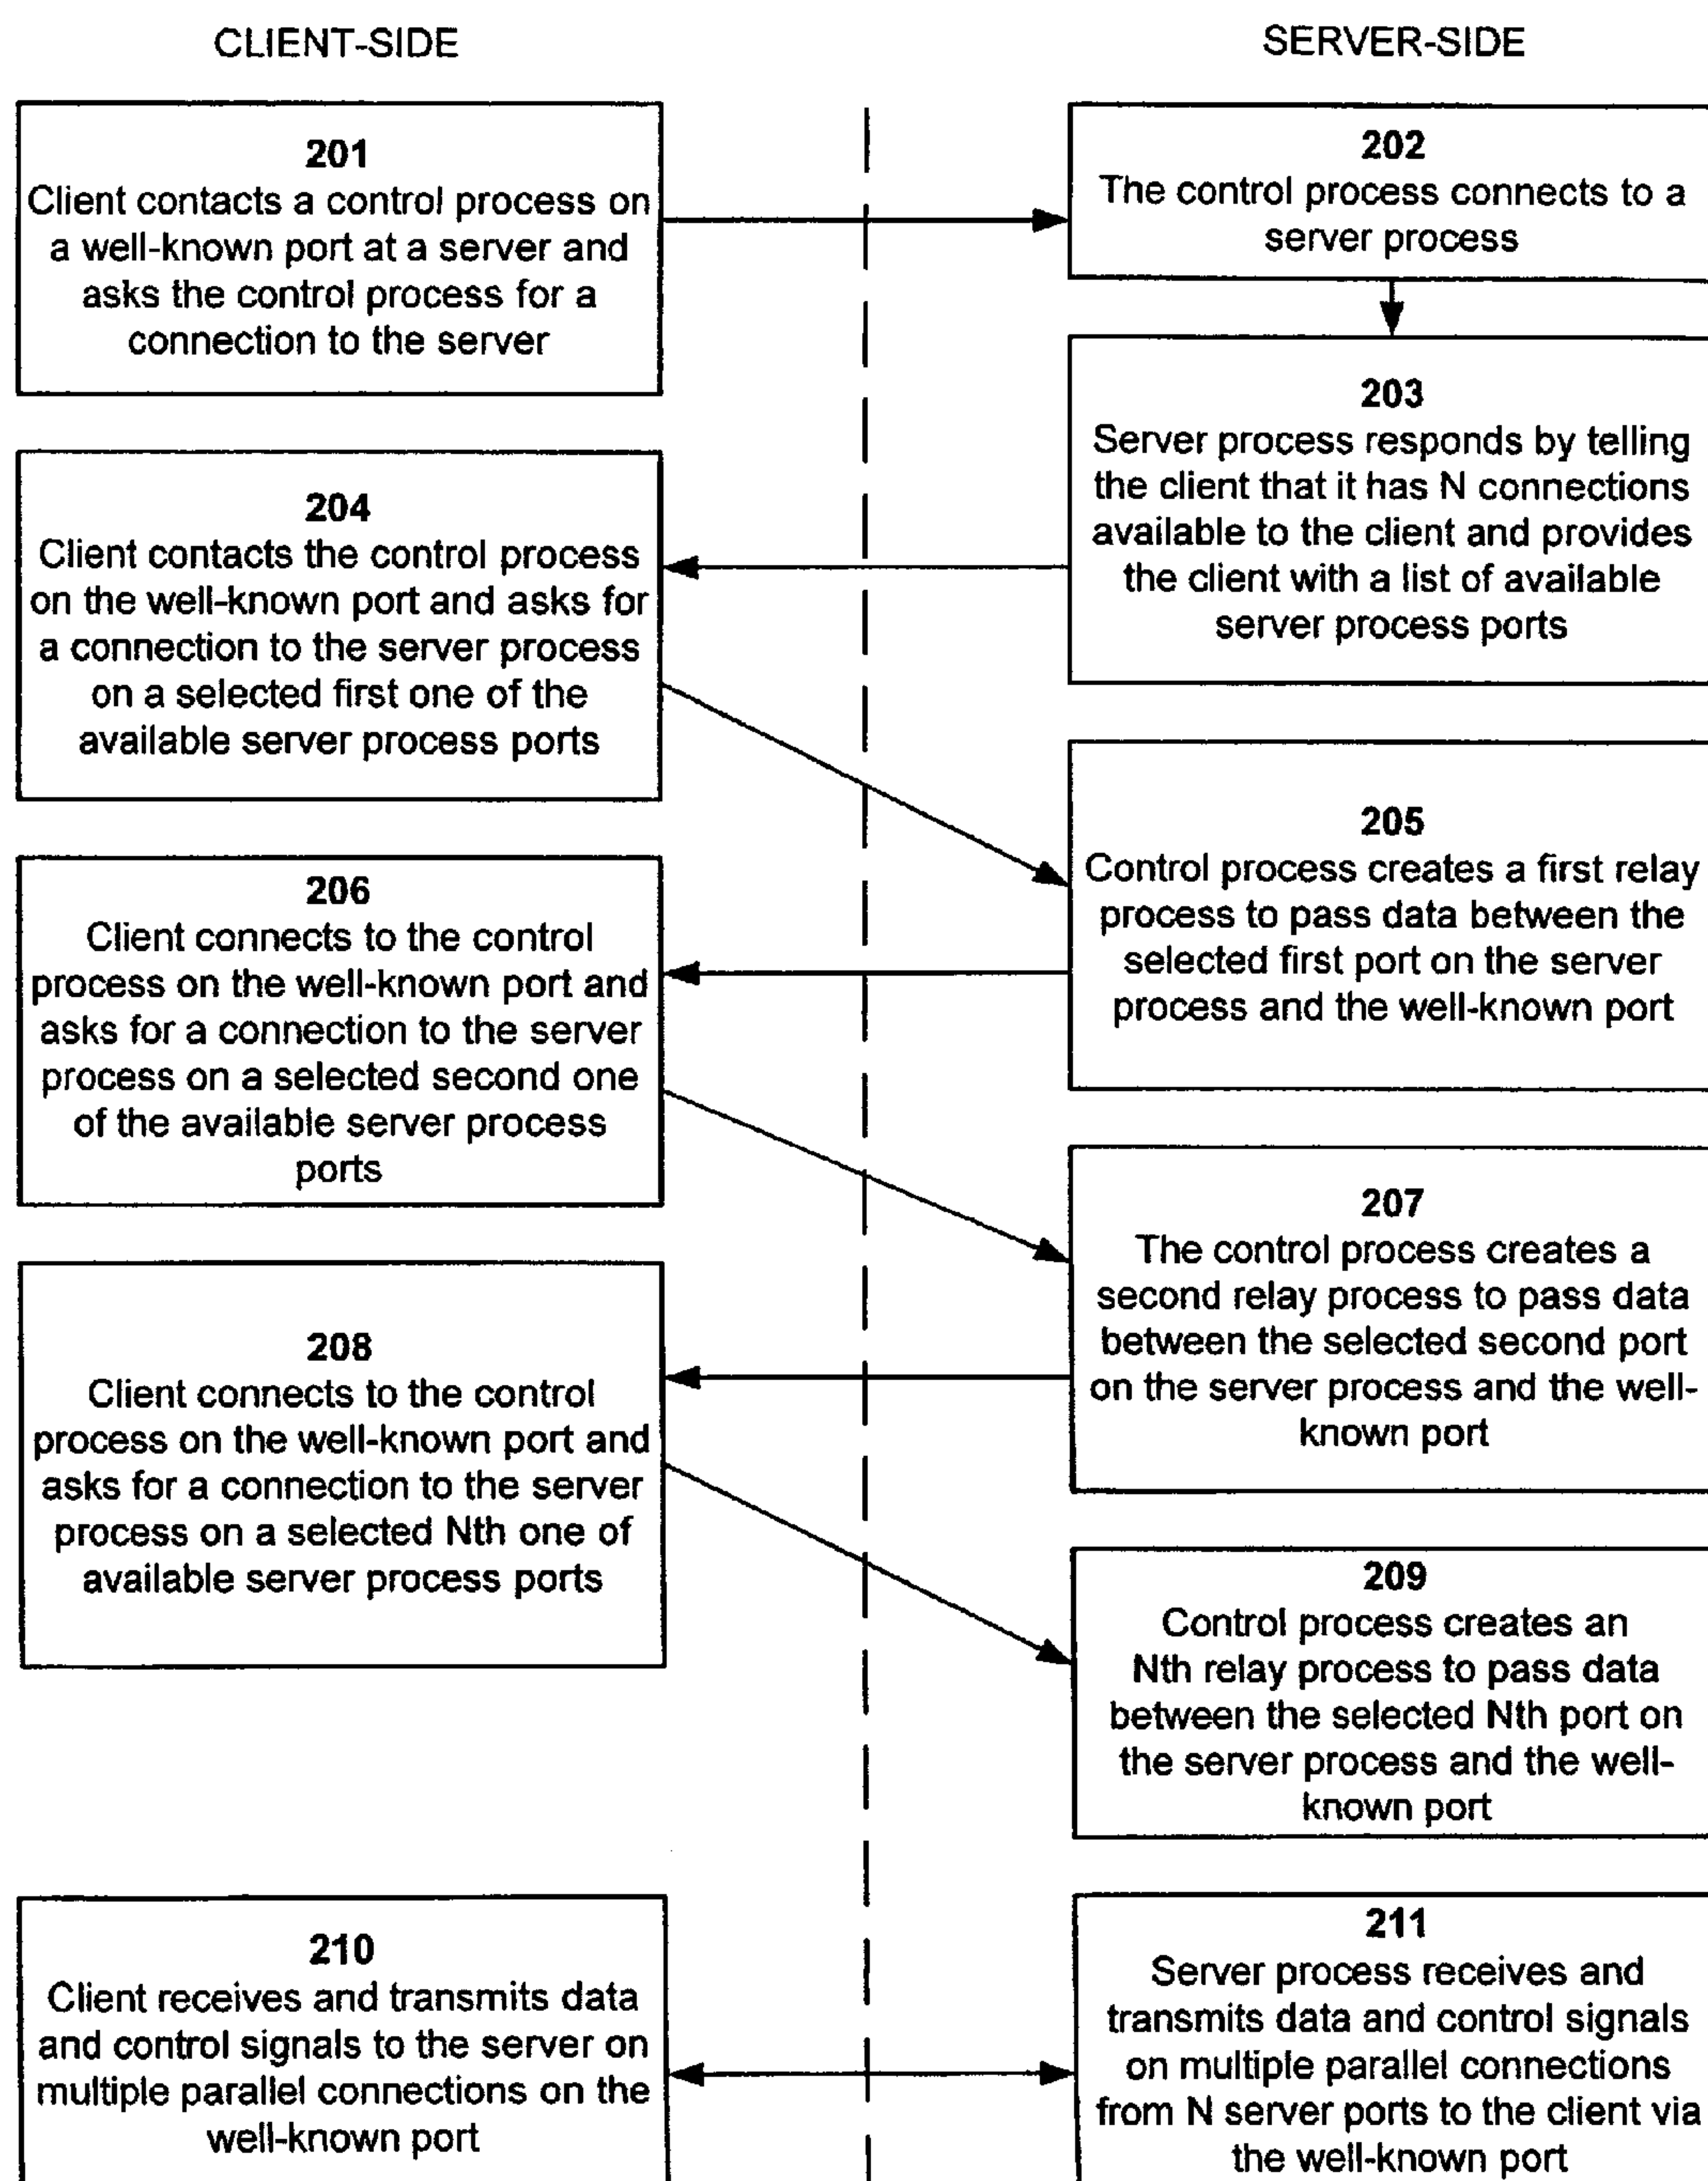 CLIENT-SIDE
SERVER-SIDE
201
Client contacts a control process on
a well-known port at a server and
asks the control process for a
connection to the server
202
The control process connects to a
server process
203
Server process responds by telling
the client that it has N connections
available to the client and provides
the client with a list of available
server process ports
204
Client contacts the control process
on the well-known port and asks for
a connection to the server process
on a selected first one of the
available server process ports
205
Control process creates a first relay
process to pass data between the
selected first port on the server
process and the well-known port
206
Client connects to the control
process on the well-known port and
asks for a connection to the server
process on a selected second one
of the available server process
ports
207
The control process creates a
second relay process to pass data
between the selected second port
on the server process and the well-
known port
208
Client connects to the control
process on the well-known port and
asks for a connection to the server
process on a selected Nth one of
available server process ports
209
Control process creates an
Nth relay process to pass data
between the selected Nth port on
the server process and the well-
known port
210
Client receives and transmits data
and control signals to the server on
multiple parallel connections on the
well-known port
211
Server process receives and
transmits data and control signals
on multiple parallel connections
from N server ports to the client via
the well-known port